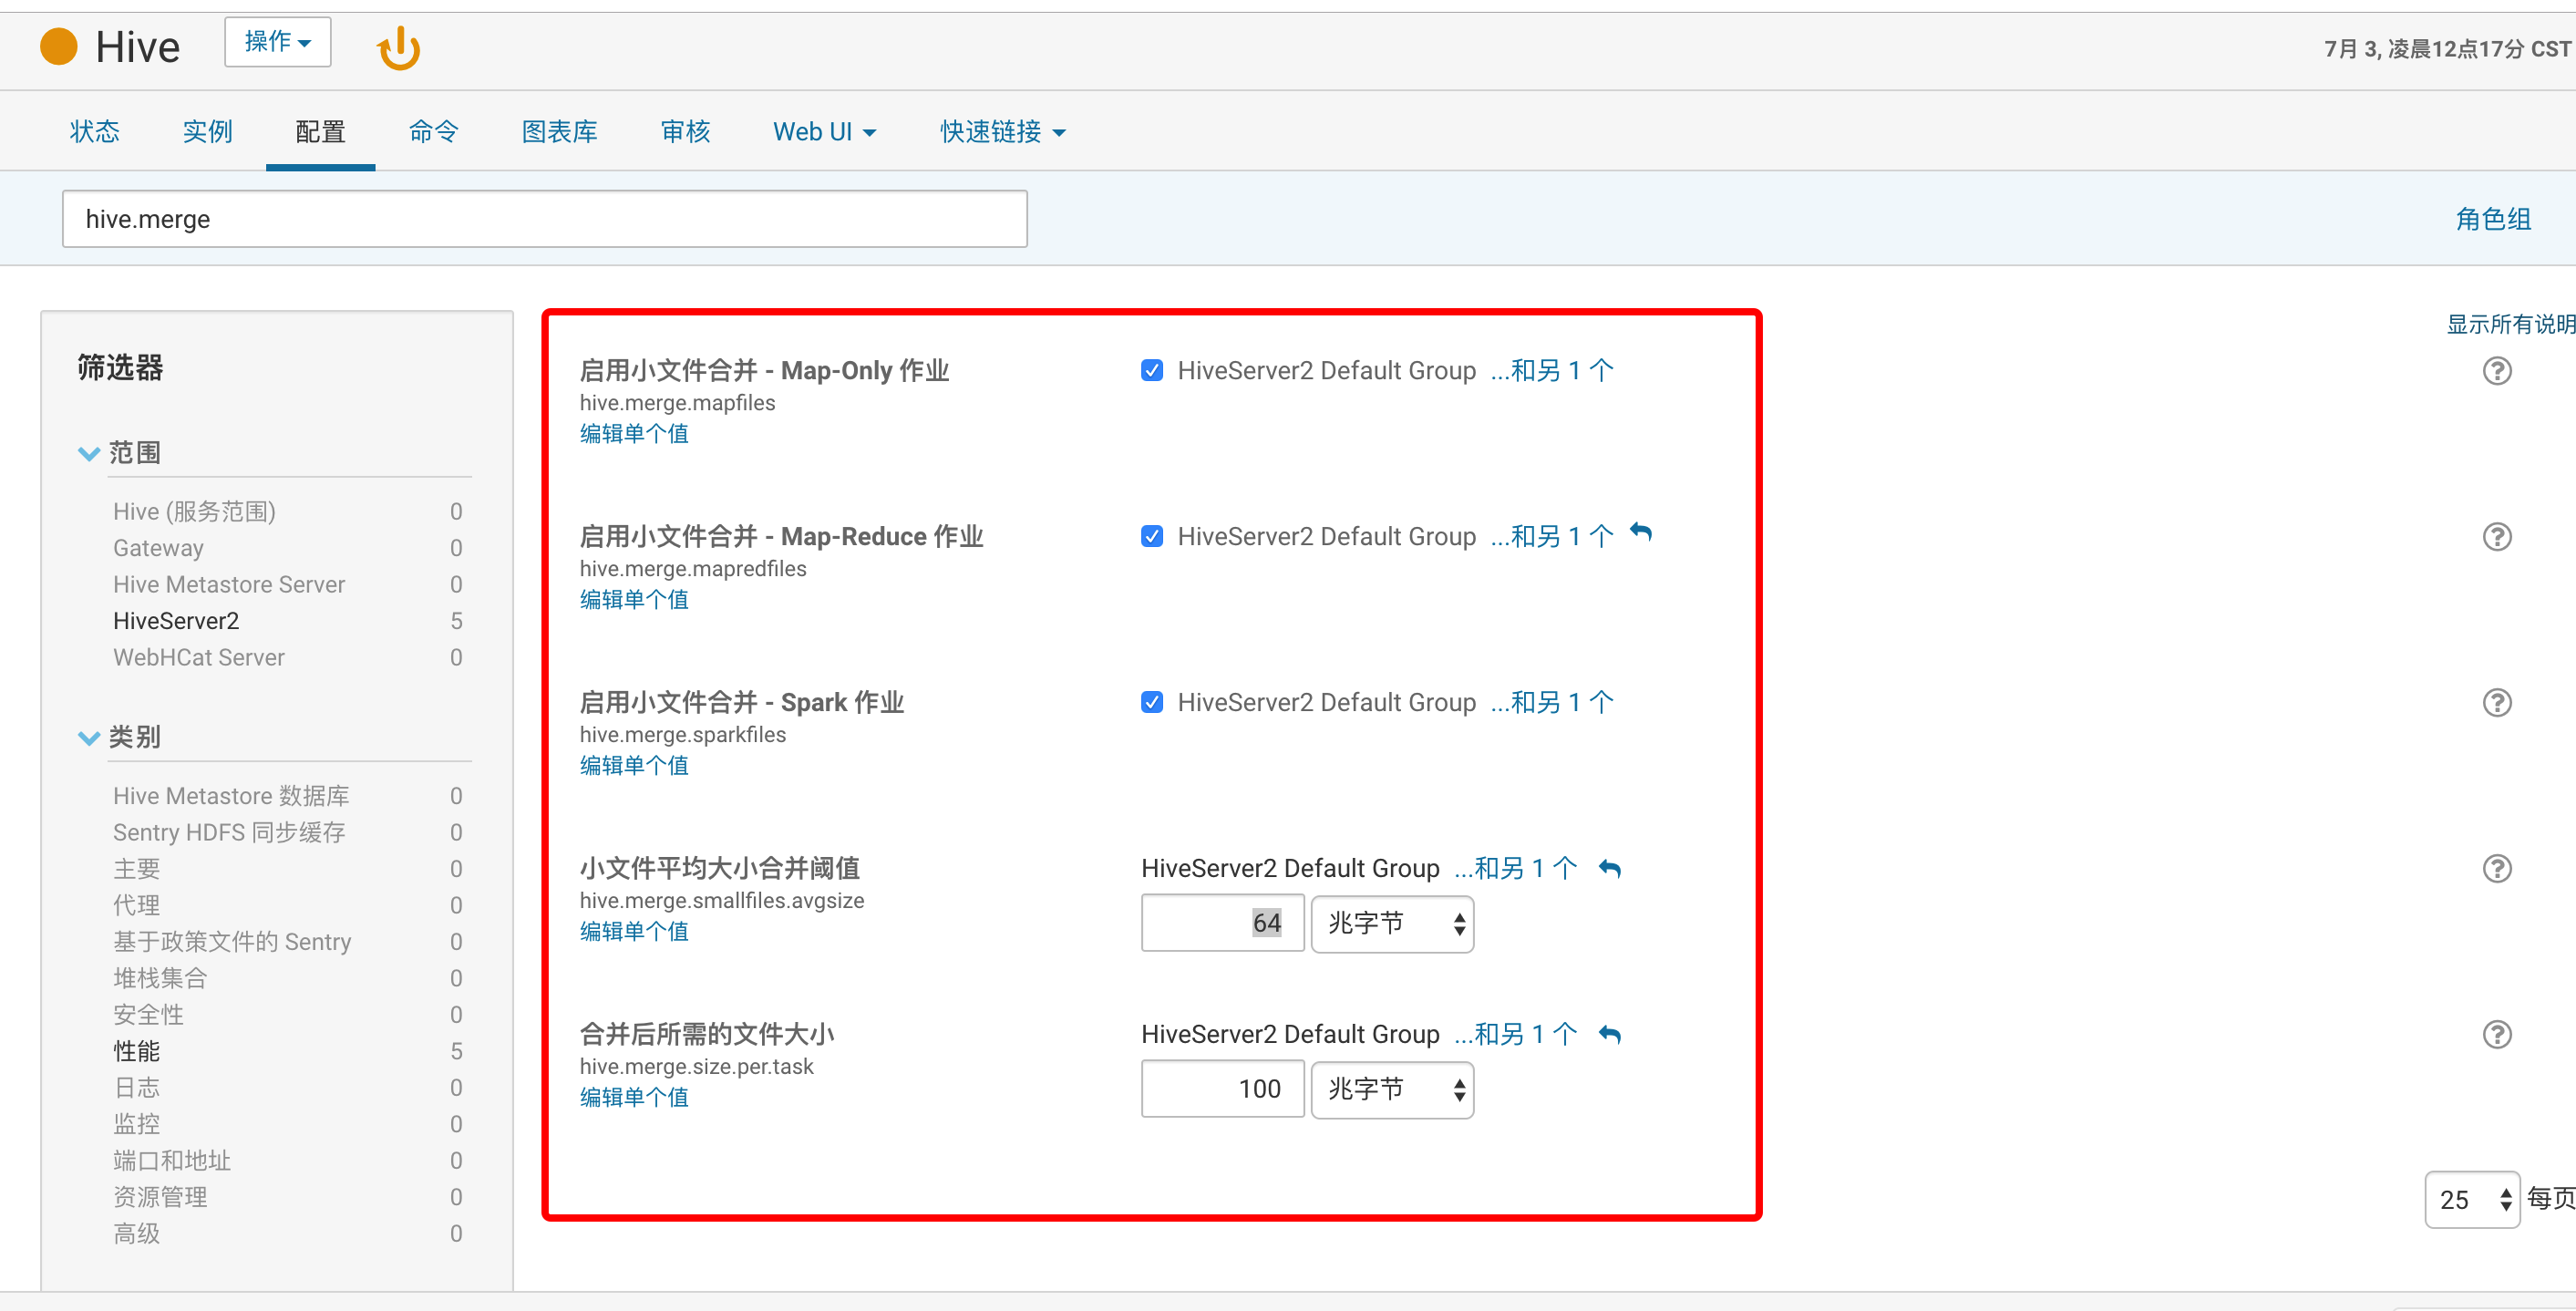 Hive 操作
7月 3, 凌晨12点17分 CST
状态 实例 配置 命令 图表库 审核 Web UI 快速链接
hive.merge
角色组
显示所有说明
筛选器
范围
Hive (服务范围) 0
Gateway 0
Hive Metastore Server 0
HiveServer2 5
WebHCat Server 0
类别
Hive Metastore 数据库 0
Sentry HDFS 同步缓存 0
主要 0
代理 0
基于政策文件的 Sentry 0
堆栈集合 0
安全性 0
性能 5
日志 0
监控 0
端口和地址 0
资源管理 0
高级 0
启用小文件合并 - Map-Only 作业
hive.merge.mapfiles
编辑单个值
HiveServer2 Default Group ...和另 1 个
启用小文件合并 - Map-Reduce 作业
hive.merge.mapredfiles
编辑单个值
HiveServer2 Default Group ...和另 1 个
启用小文件合并 - Spark 作业
hive.merge.sparkfiles
编辑单个值
HiveServer2 Default Group ...和另 1 个
小文件平均大小合并阈值
hive.merge.smallfiles.avgsize
编辑单个值
HiveServer2 Default Group ...和另 1 个
64 兆字节
合并后所需的文件大小
hive.merge.size.per.task
编辑单个值
HiveServer2 Default Group ...和另 1 个
100 兆字节
25 每页